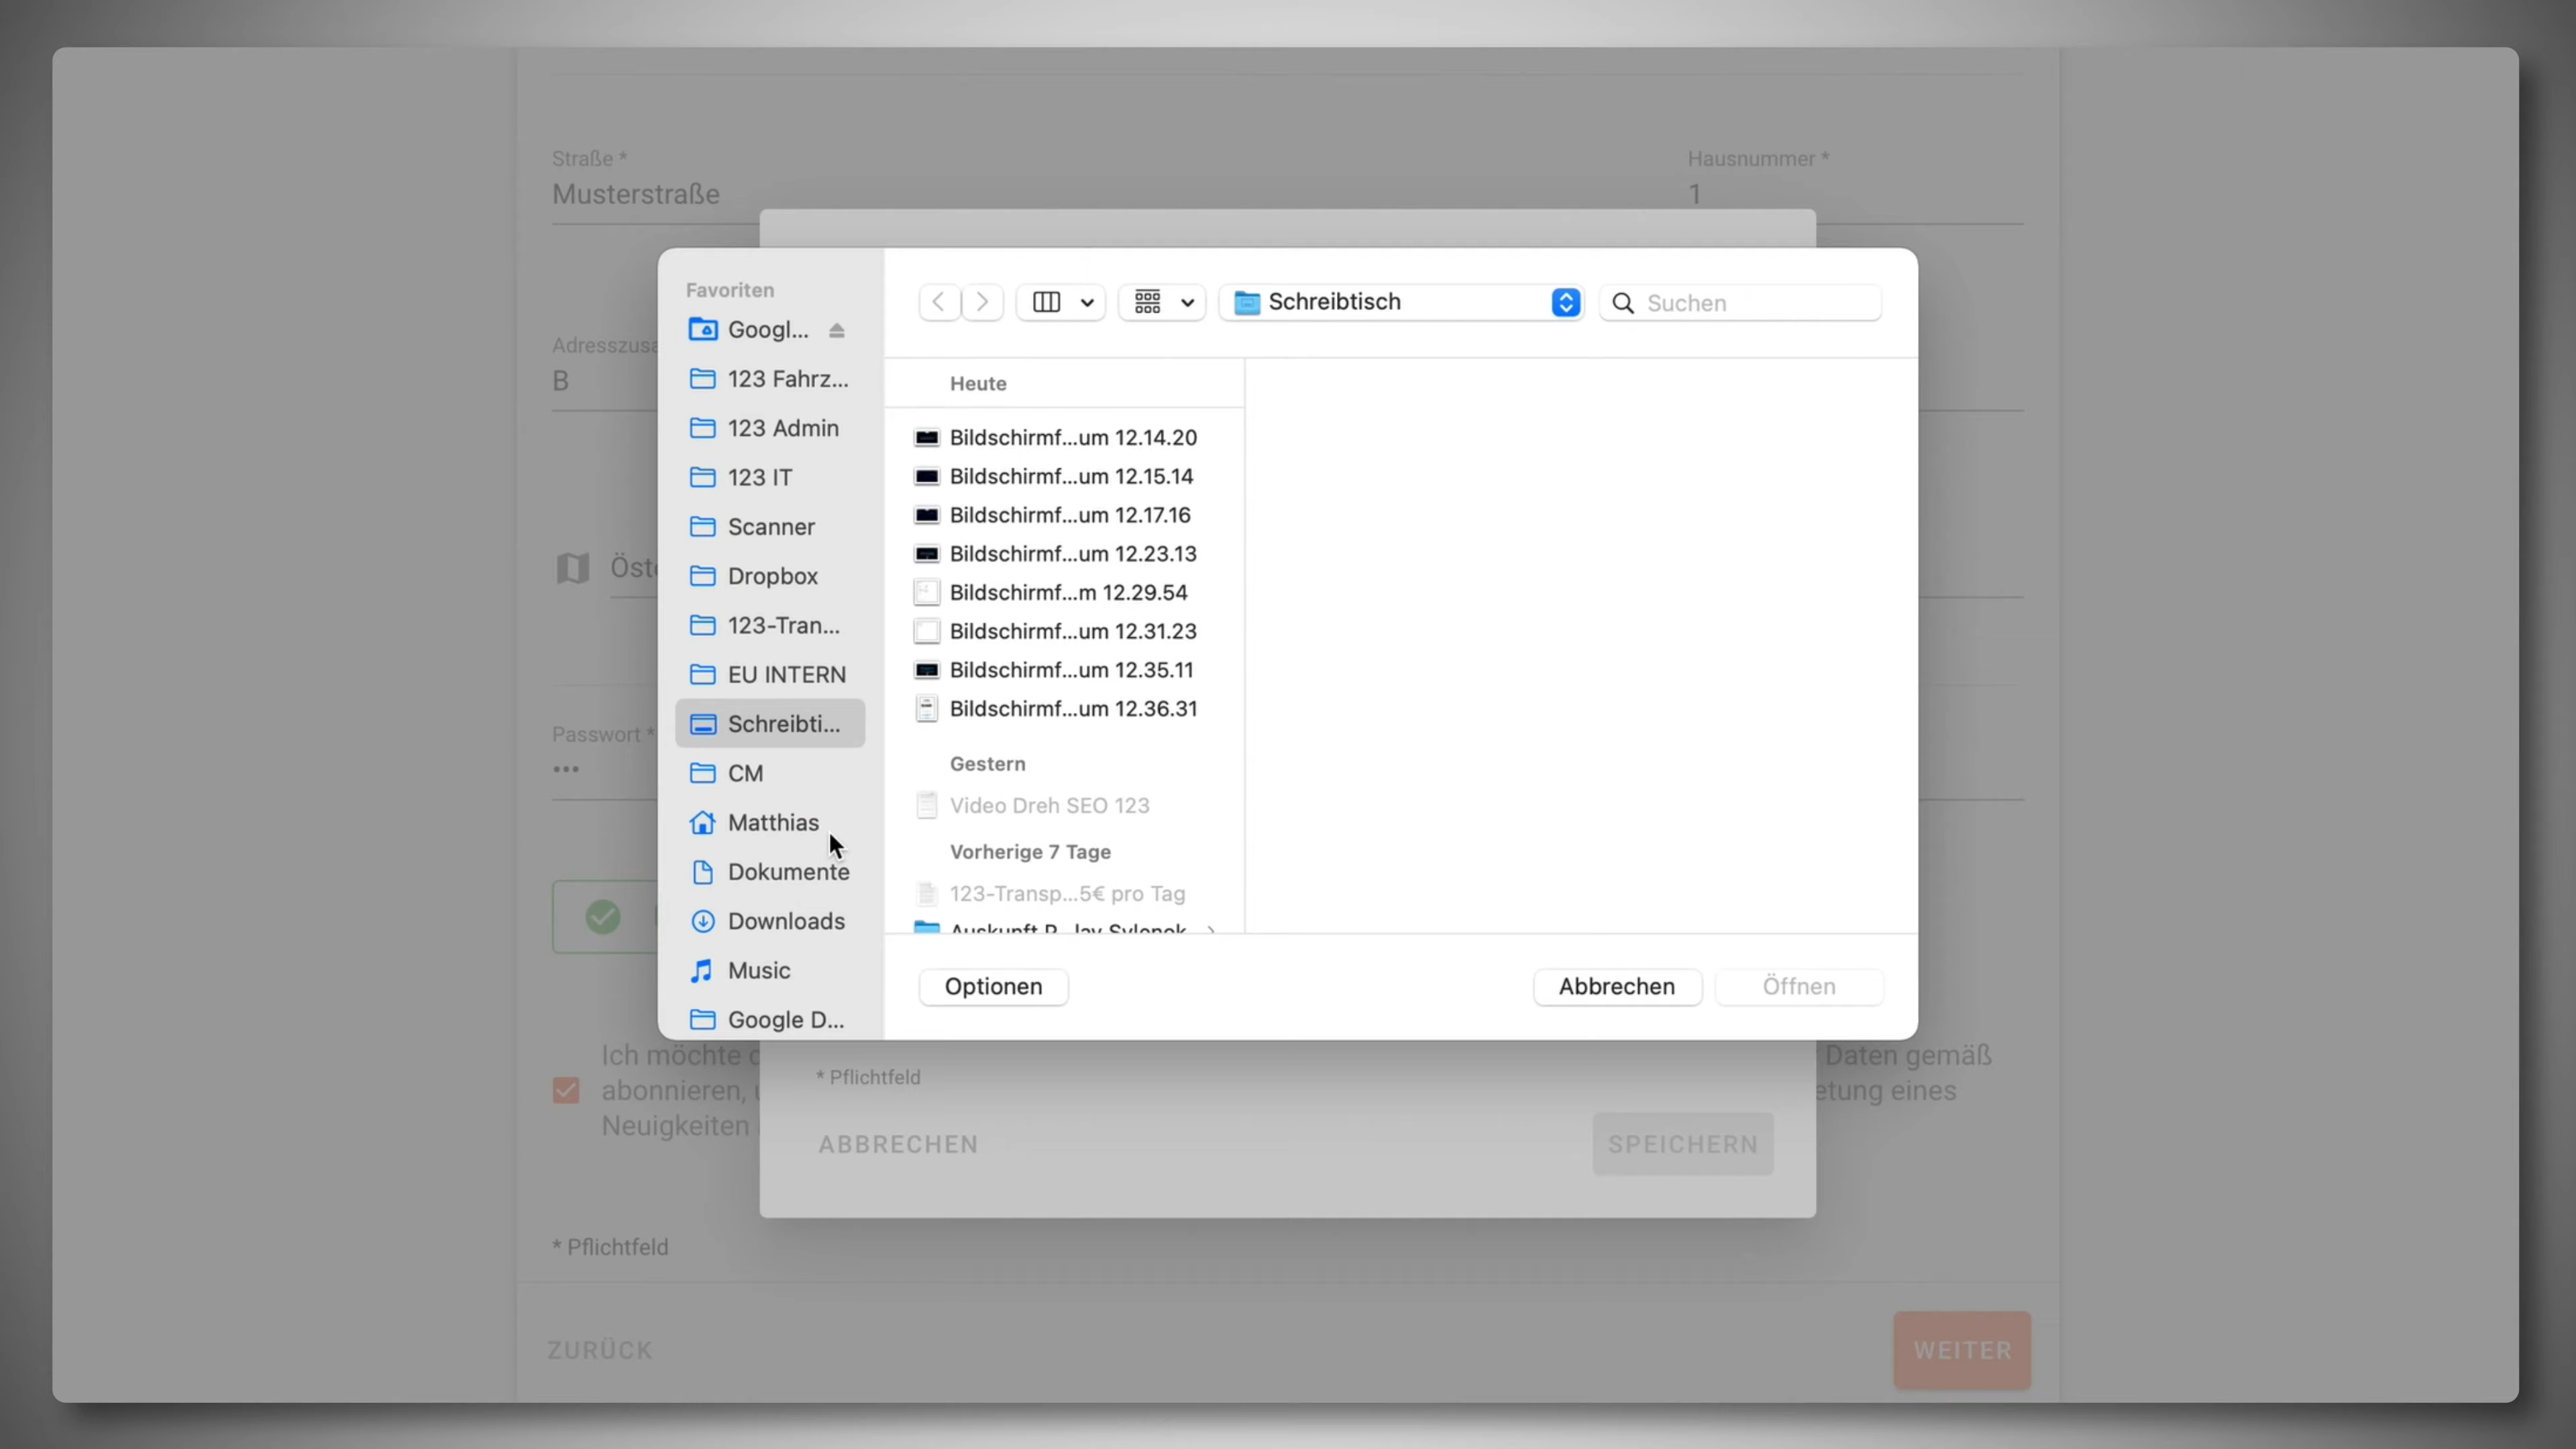 Straße *
Musterstraße
Hausnummer *
1
Favoriten
Googl...
123 Fahrz...
123 Admin
123 IT
Scanner
Dropbox
123-Tran...
EU INTERN
Schreibti...
CM
Matthias
Dokumente
Downloads
Music
Google D...
Schreibtisch
Suchen
Heute
Bildschirmf...um 12.14.20
Bildschirmf...um 12.15.14
Bildschirmf...um 12.17.16
Bildschirmf...um 12.23.13
Bildschirmf...m 12.29.54
Bildschirmf...um 12.31.23
Bildschirmf...um 12.35.11
Bildschirmf...um 12.36.31
Gestern
Video Dreh SEO 123
Vorherige 7 Tage
123-Transp...5€ pro Tag
Auskunft
Optionen
Abbrechen
Öffnen
Adresszusa
B
Öste
Passwort *
•••
Ich möchte
Daten gemäß
abonnieren,
etung eines
Neuigkeiten
* Pflichtfeld
ABBRECHEN
SPEICHERN
* Pflichtfeld
ZURÜCK
WEITER